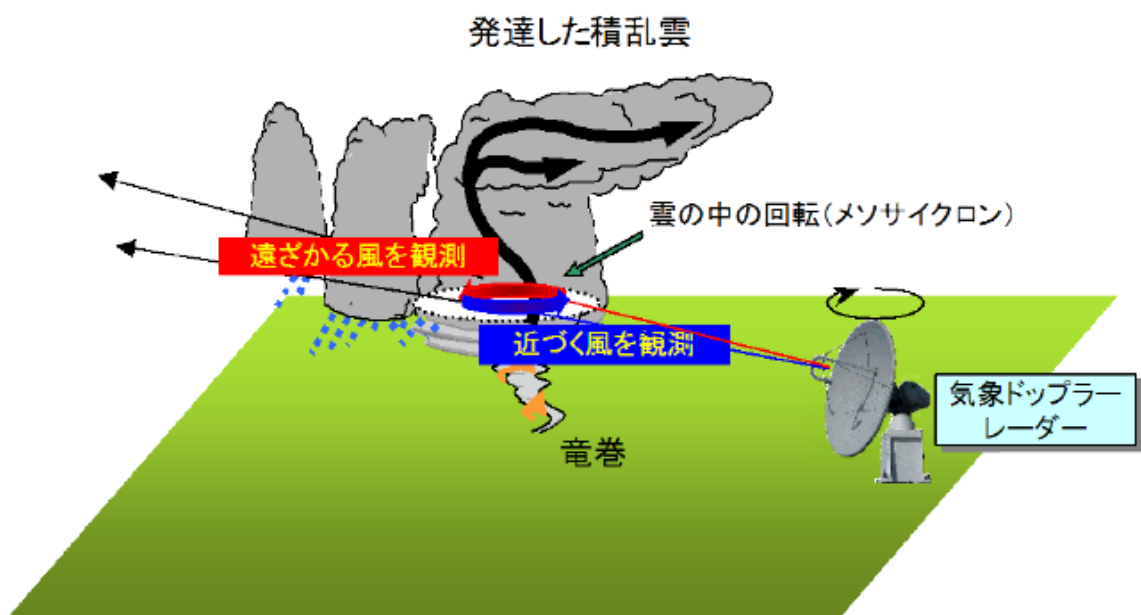 発達した積乱雲
雲の中の回転(メソサイクロン)
遠ざかる風を観測
近づく風を観測
気象ドップラー
レーダー
竜巻